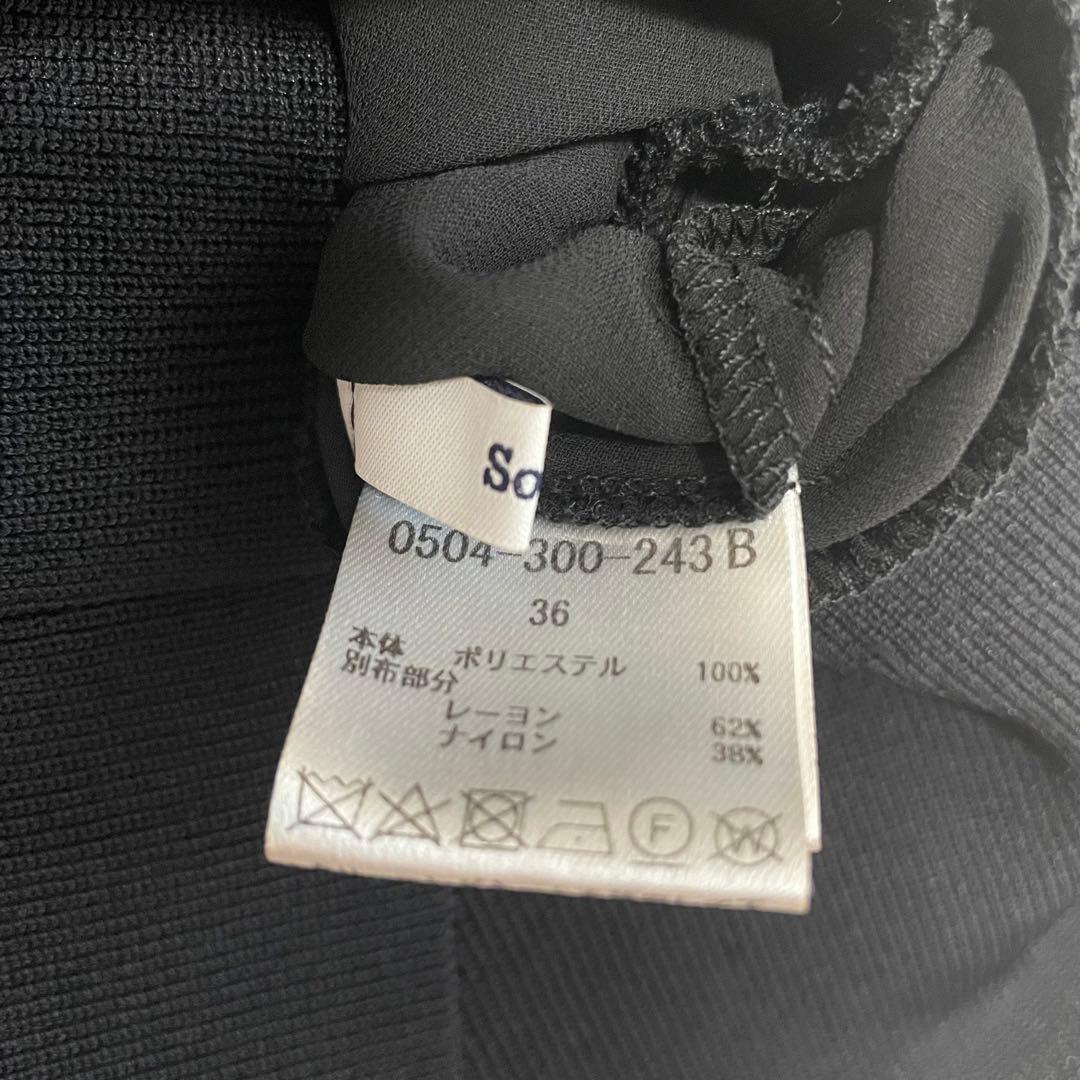 So
0504-300-243 B
36
本体 ポリエステル 100%
別布部分
レーヨン 62%
ナイロン 38%
F W